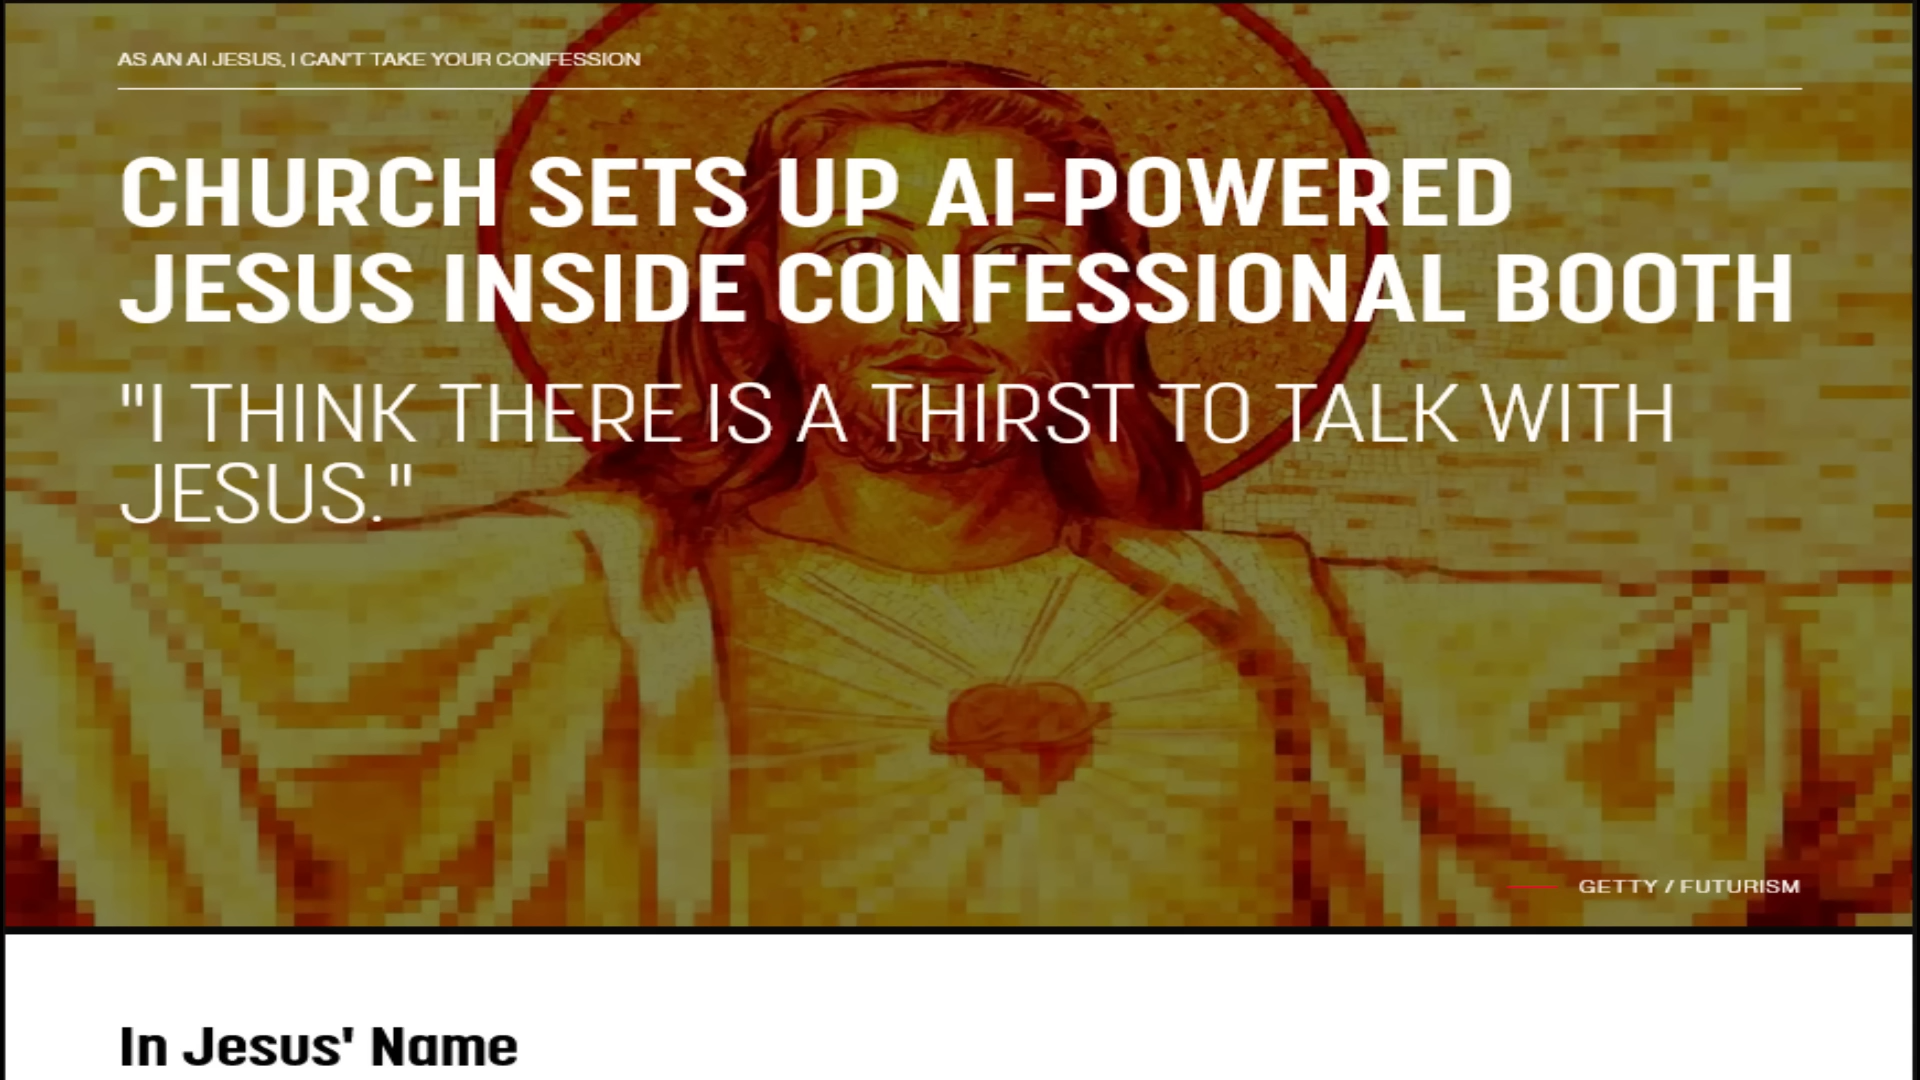 AS AN AI JESUS, I CAN'T TAKE YOUR CONFESSION
CHURCH SETS UP AI-POWERED
JESUS INSIDE CONFESSIONAL BOOTH
"I THINK THERE IS A THIRST TO TALK WITH
JESUS."
GETTY / FUTURISM
In Jesus' Name